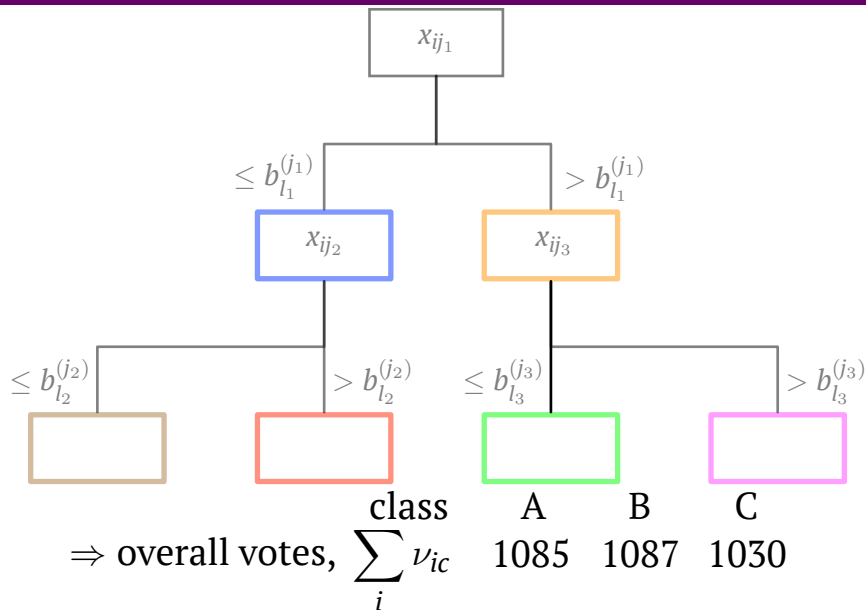 x_{ij_1}
≤ b_{l_1}^{(j_1)} > b_{l_1}^{(j_1)}
x_{ij_2} x_{ij_3}
≤ b_{l_2}^{(j_2)} > b_{l_2}^{(j_2)} ≤ b_{l_3}^{(j_3)} > b_{l_3}^{(j_3)}
class A B C
⇒ overall votes, ∑_i ν_{ic} 1085 1087 1030